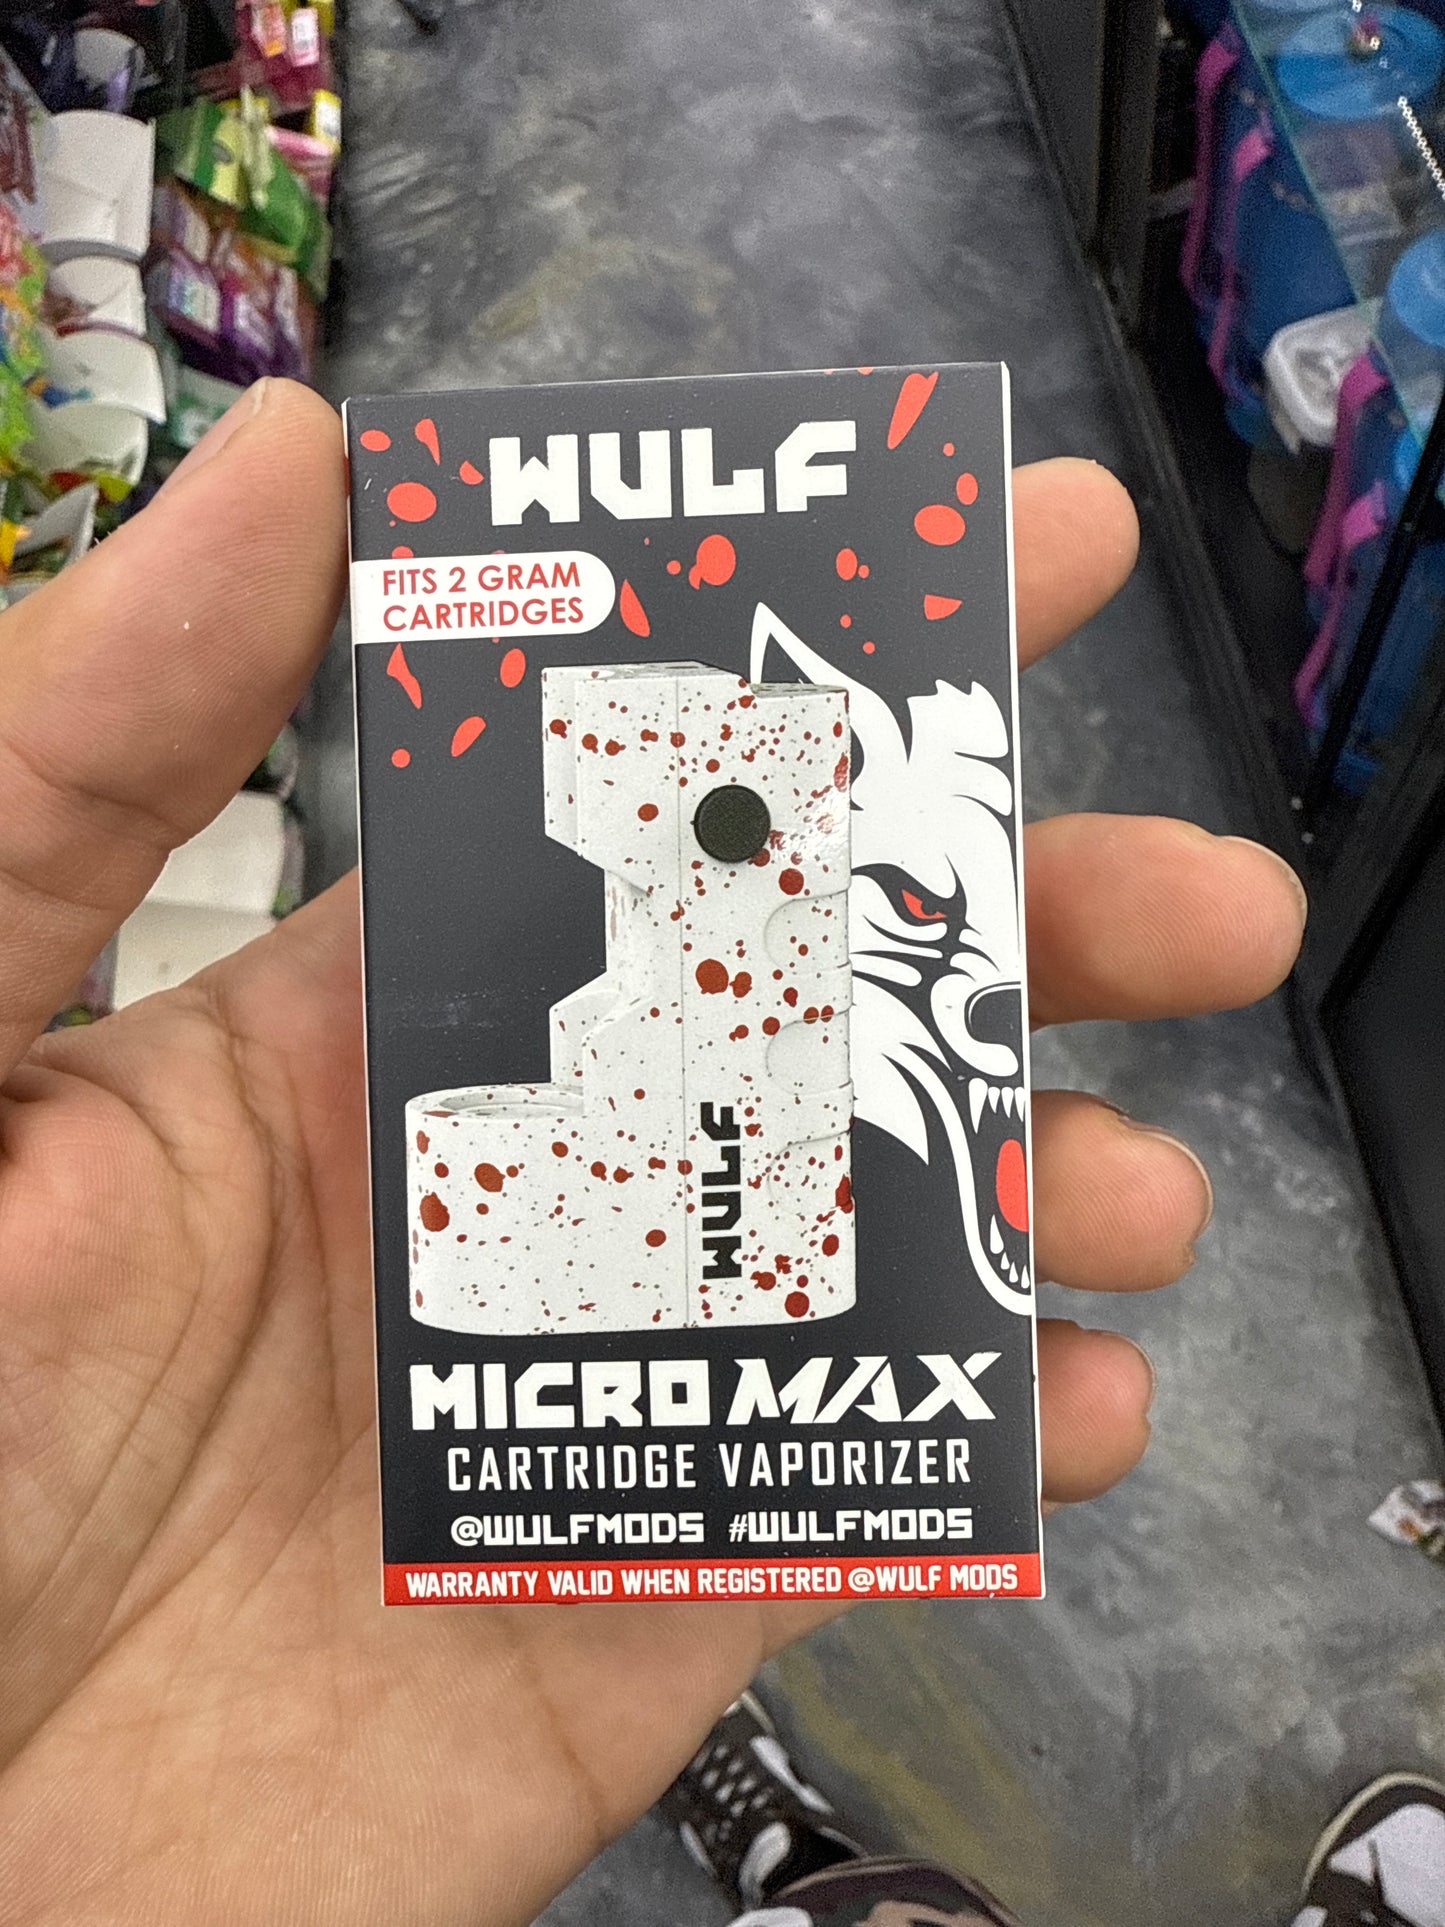 WULF
FITS 2 GRAM
CARTRIDGES
WULF
MICRO MAX
CARTRIDGE VAPORIZER
@WULFMODS #WULFMODS
WARRANTY VALID WHEN REGISTERED @WULF MODS